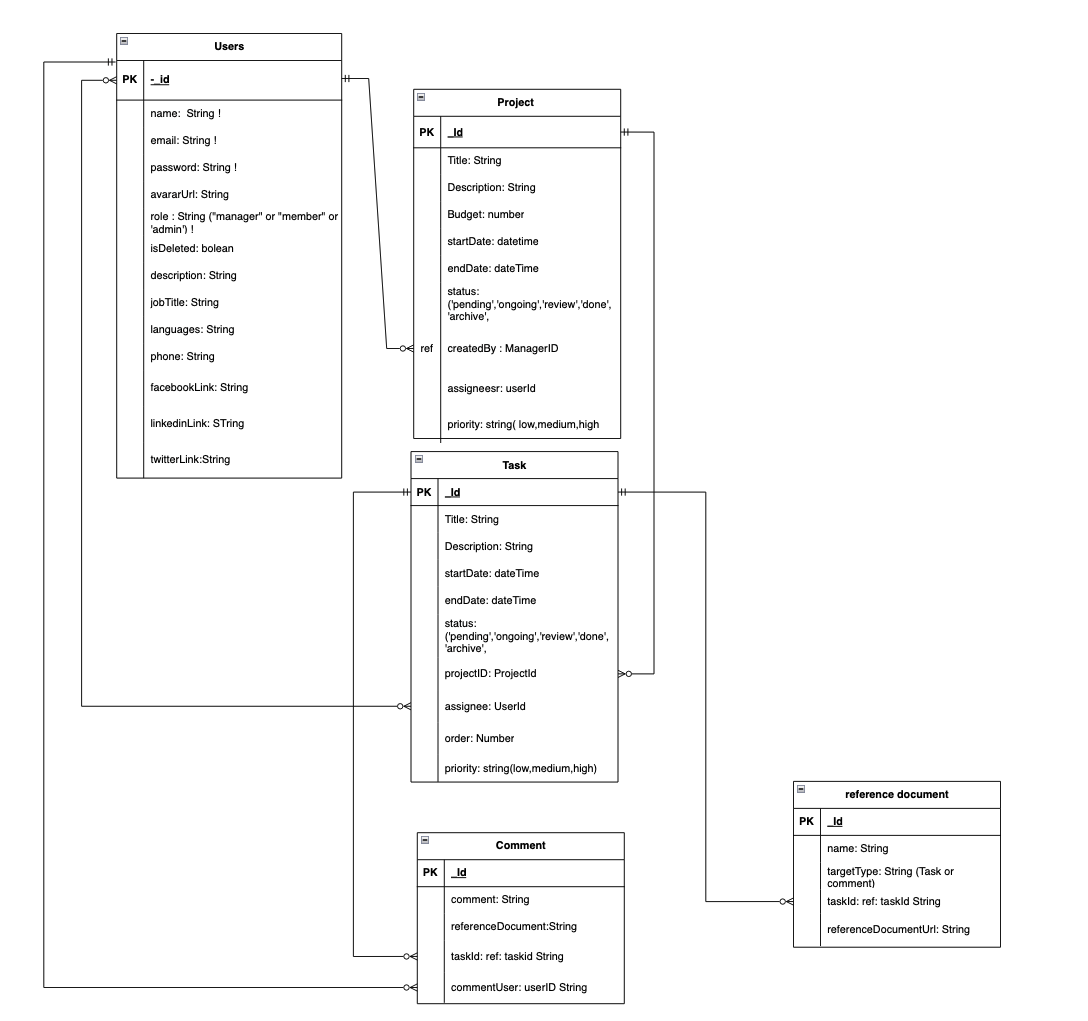 Users
PK
-_id
name:  String !
email: String !
password: String !
avararUrl: String
role : String ("manager" or "member" or
'admin') !
isDeleted: bolean
description: String
jobTitle: String
languages: String
phone: String
facebookLink: String
linkedinLink: STring
twitterLink:String
Project
PK
_Id
Title: String
Description: String
Budget: number
startDate: datetime
endDate: dateTime
status:
('pending','ongoing','review','done',
'archive',
ref
createdBy : ManagerID
assigneesr: userId
priority: string( low,medium,high
Task
PK
_Id
Title: String
Description: String
startDate: dateTime
endDate: dateTime
status:
('pending','ongoing','review','done',
'archive',
projectID: ProjectId
assignee: UserId
order: Number
priority: string(low,medium,high)
reference document
PK
_Id
name: String
targetType: String (Task or
comment)
taskId: ref: taskId String
referenceDocumentUrl: String
Comment
PK
_Id
comment: String
referenceDocument:String
taskId: ref: taskid String
commentUser: userID String